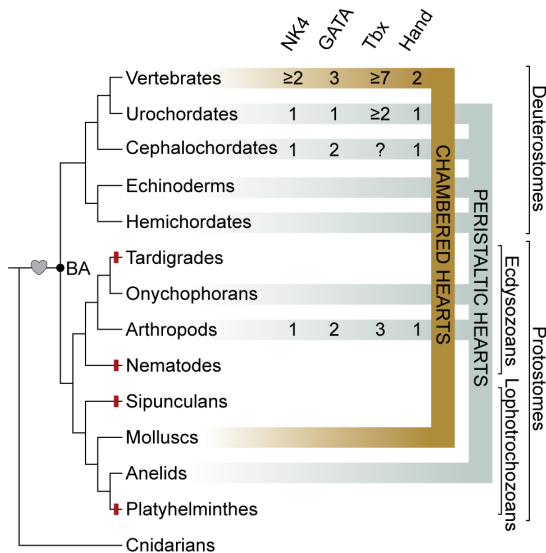 NK4 GATA Tbx Hand
Vertebrates ≥2 3 ≥7 2
Urochordates 1 1 ≥2 1
Cephalochordates 1 2 ? 1
Echinoderms
Hemichordates
BA
Tardigrades
Onychophorans
Arthropods 1 2 3 1
Nematodes
Sipunculans
Molluscs
Anelids
Platyhelminthes
Cnidarians
CHAMBERED HEARTS
PERISTALTIC HEARTS
Deuterostomes
Ecdysozoans
Lophotrochozoans
Protostomes